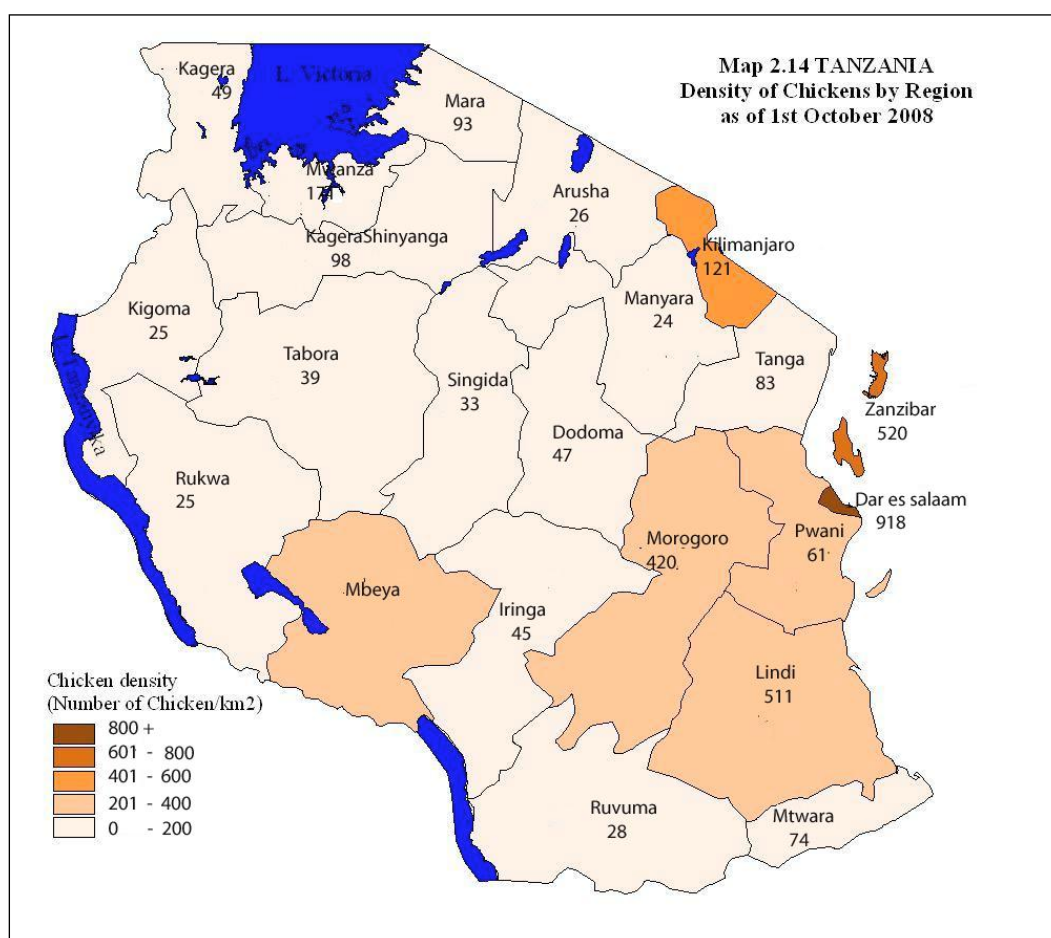 Map 2.14 TANZANIA
Density of Chickens by Region
as of 1st October 2008
Kagera
49
L. Victoria
Mara
93
Mwanza
171
Arusha
26
KageraShinyanga
98
Kilimanjaro
121
Kigoma
25
Manyara
24
Tabora
39
Singida
33
Tanga
83
Zanzibar
520
Dodoma
47
Rukwa
25
Dar es salaam
918
Pwani
61
Morogoro
420
Mbeya
Iringa
45
Lindi
511
Ruvuma
28
Mtwara
74
Chicken density
(Number of Chicken/km2)
800 +
601 - 800
401 - 600
201 - 400
0 - 200